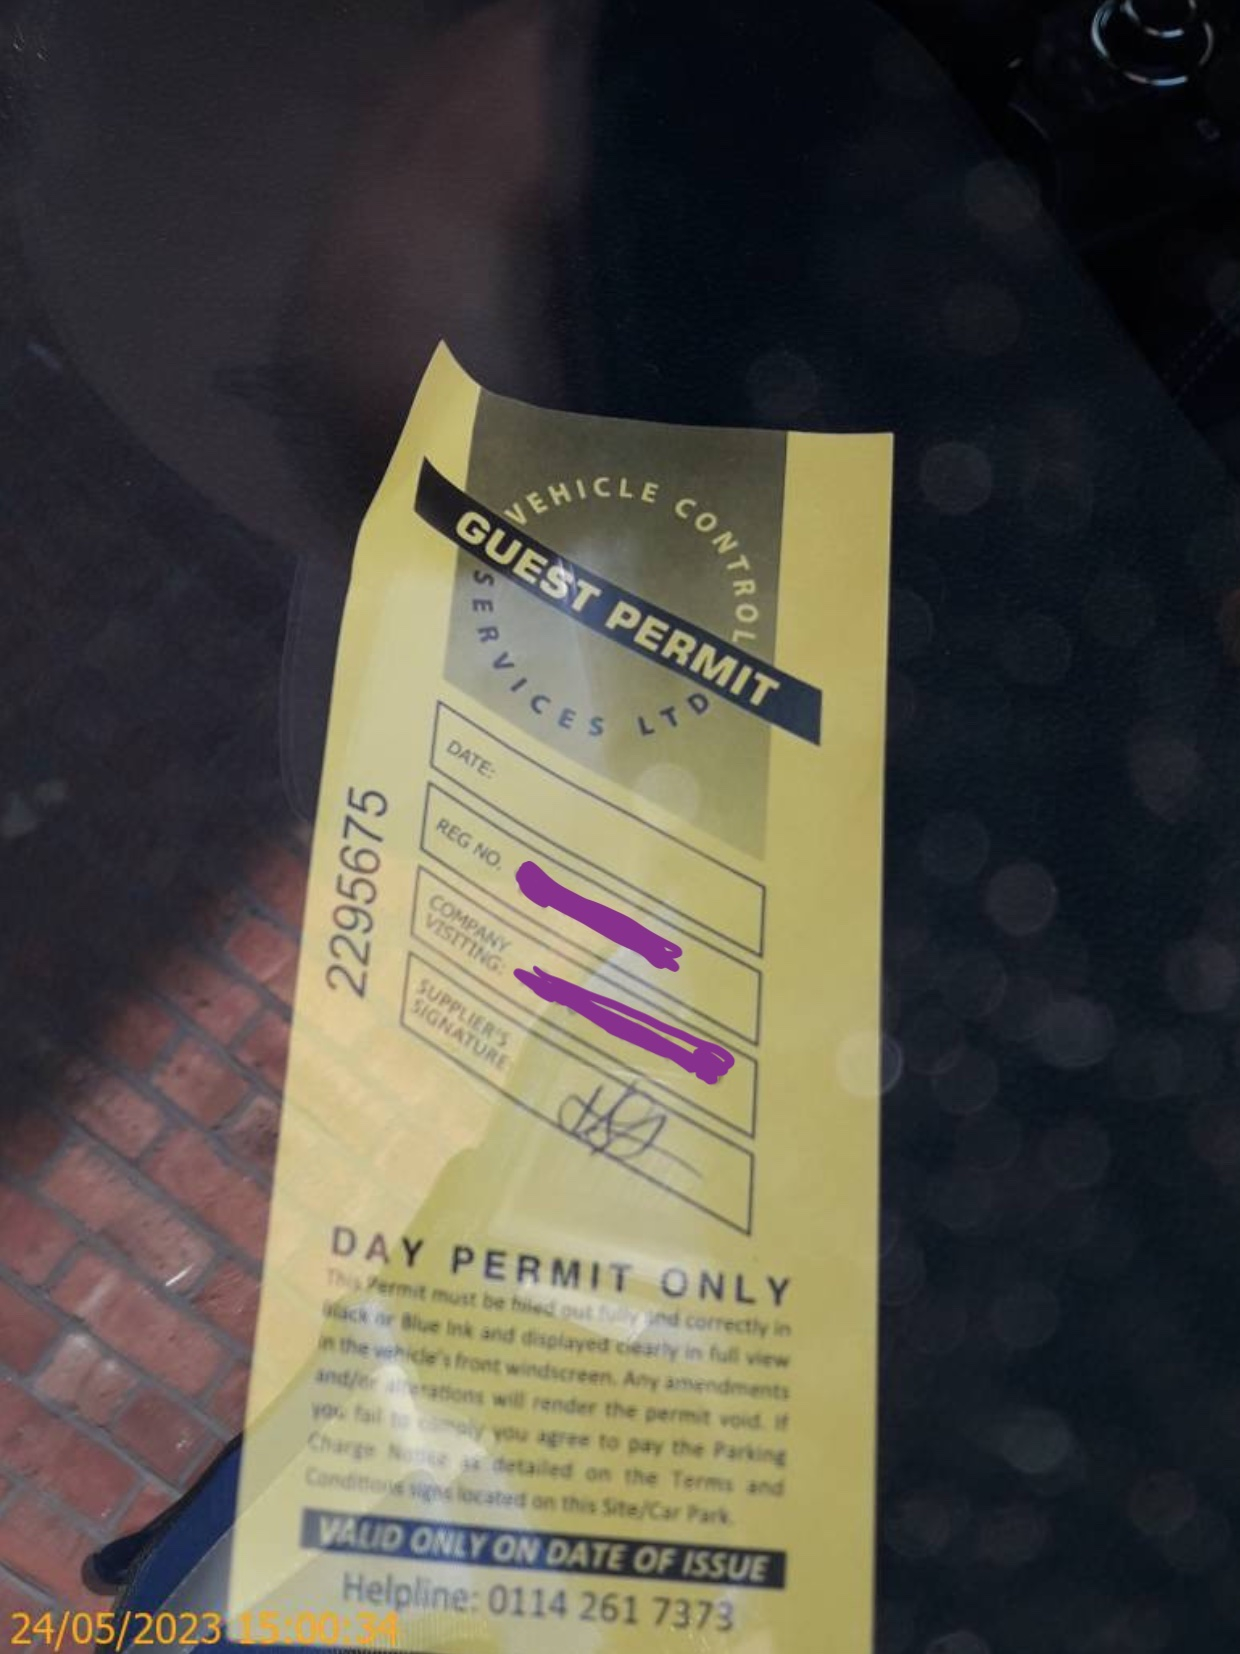 VEHICLE CONTROL
SERVICES LTD
GUEST PERMIT
DATE:
REG NO.
COMPANY
VISITING:
SUPPLIER'S
SIGNATURE:
2295675
DAY PERMIT ONLY
This Permit must be filled out fully and correctly in
Black or Blue Ink and displayed clearly in full view
in the vehicle's front windscreen. Any amendments
and/or alterations will render the permit void. If
you fail to comply you agree to pay the Parking
Charge Notice as detailed on the Terms and
Conditions signs located on this Site/Car Park.
VALID ONLY ON DATE OF ISSUE
Helpline: 0114 261 7373
24/05/2023 15:00:34